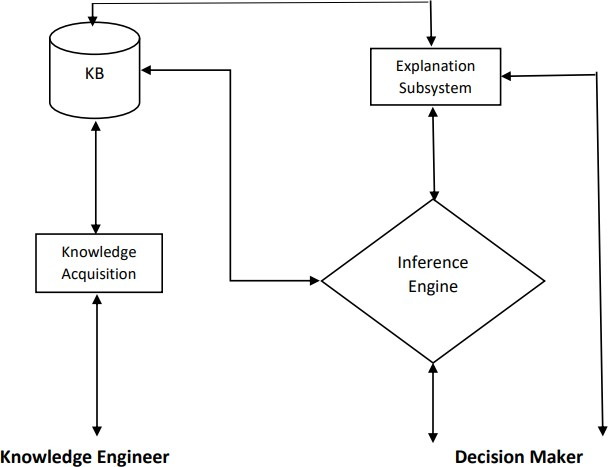 KB
Explanation
Subsystem
Knowledge
Acquisition
Inference
Engine
Knowledge Engineer
Decision Maker